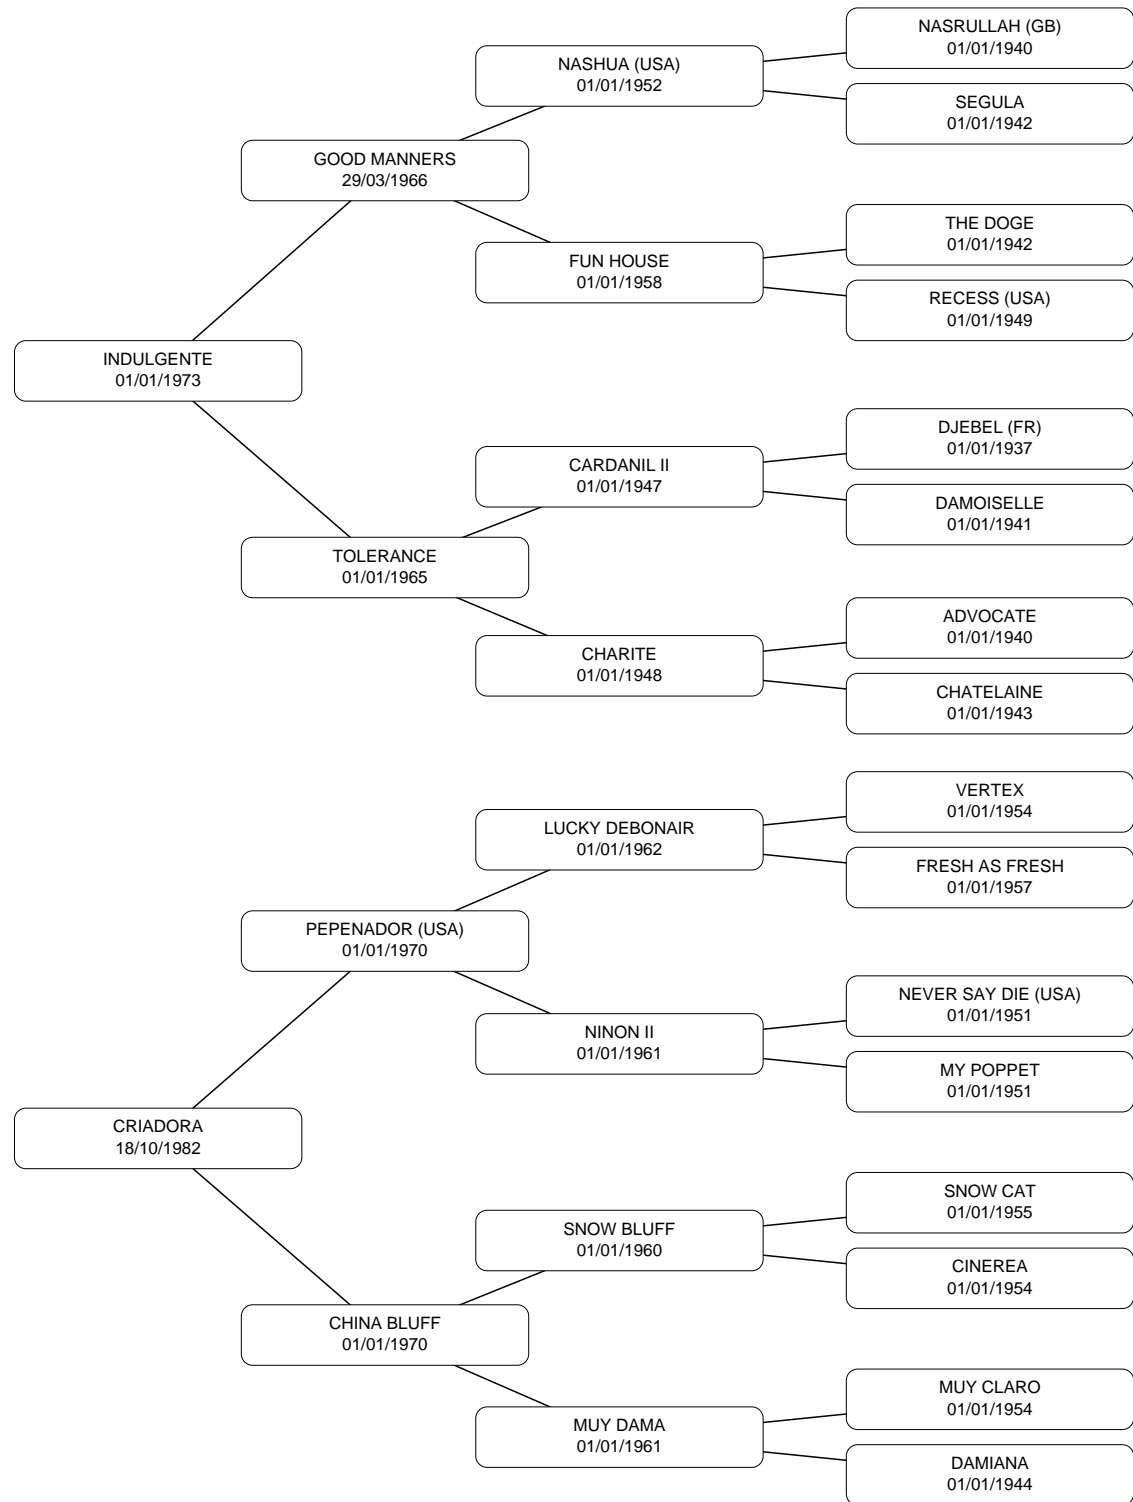 NASRULLAH (GB)
01/01/1940
NASHUA (USA)
01/01/1952
SEGULA
01/01/1942
GOOD MANNERS
29/03/1966
THE DOGE
01/01/1942
FUN HOUSE
01/01/1958
RECESS (USA)
01/01/1949
INDULGENTE
01/01/1973
DJEBEL (FR)
01/01/1937
CARDANIL II
01/01/1947
DAMOISELLE
01/01/1941
TOLERANCE
01/01/1965
ADVOCATE
01/01/1940
CHARITE
01/01/1948
CHATELAINE
01/01/1943
VERTEX
01/01/1954
LUCKY DEBONAIR
01/01/1962
FRESH AS FRESH
01/01/1957
PEPENADOR (USA)
01/01/1970
NEVER SAY DIE (USA)
01/01/1951
NINON II
01/01/1961
MY POPPET
01/01/1951
CRIADORA
18/10/1982
SNOW CAT
01/01/1955
SNOW BLUFF
01/01/1960
CINEREA
01/01/1954
CHINA BLUFF
01/01/1970
MUY CLARO
01/01/1954
MUY DAMA
01/01/1961
DAMIANA
01/01/1944